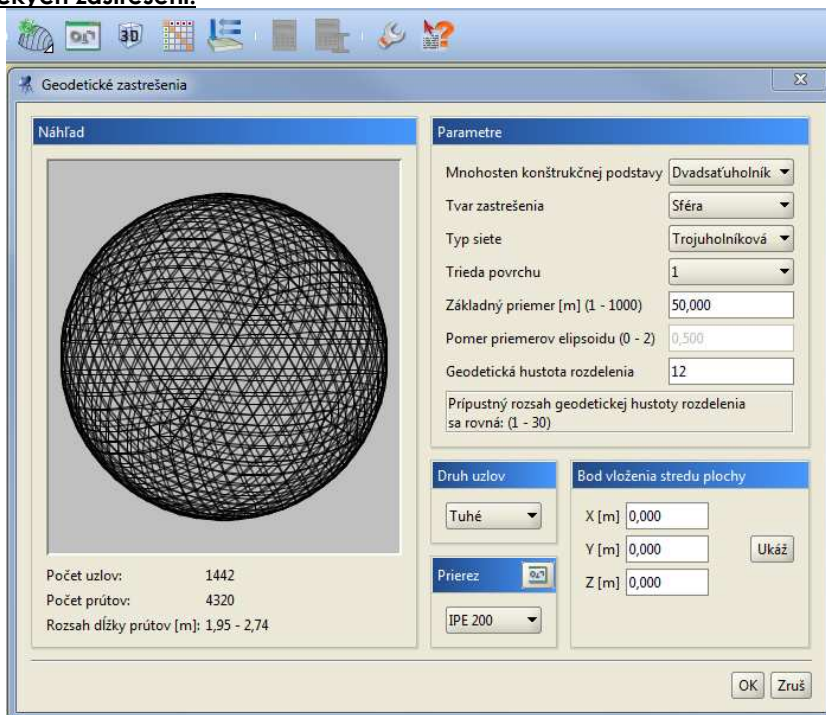 zastrešení:
3D
Geodetické zastrešenia
Náhľad
Počet uzlov: 1442
Počet prútov: 4320
Rozsah dĺžky prútov [m]: 1,95 - 2,74
Parametre
Mnohosten konštrukčnej podstavy Dvadsaťuholník
Tvar zastrešenia Sféra
Typ siete Trojuholníková
Trieda povrchu 1
Základný priemer [m] (1 - 1000) 50,000
Pomer priemerov elipsoidu (0 - 2) 0,500
Geodetická hustota rozdelenia 12
Prípustný rozsah geodetickej hustoty rozdelenia
sa rovná: (1 - 30)
Druh uzlov
Tuhé
Prierez
IPE 200
Bod vloženia stredu plochy
X [m] 0,000
Y [m] 0,000
Ukáž
Z [m] 0,000
OK Zruš